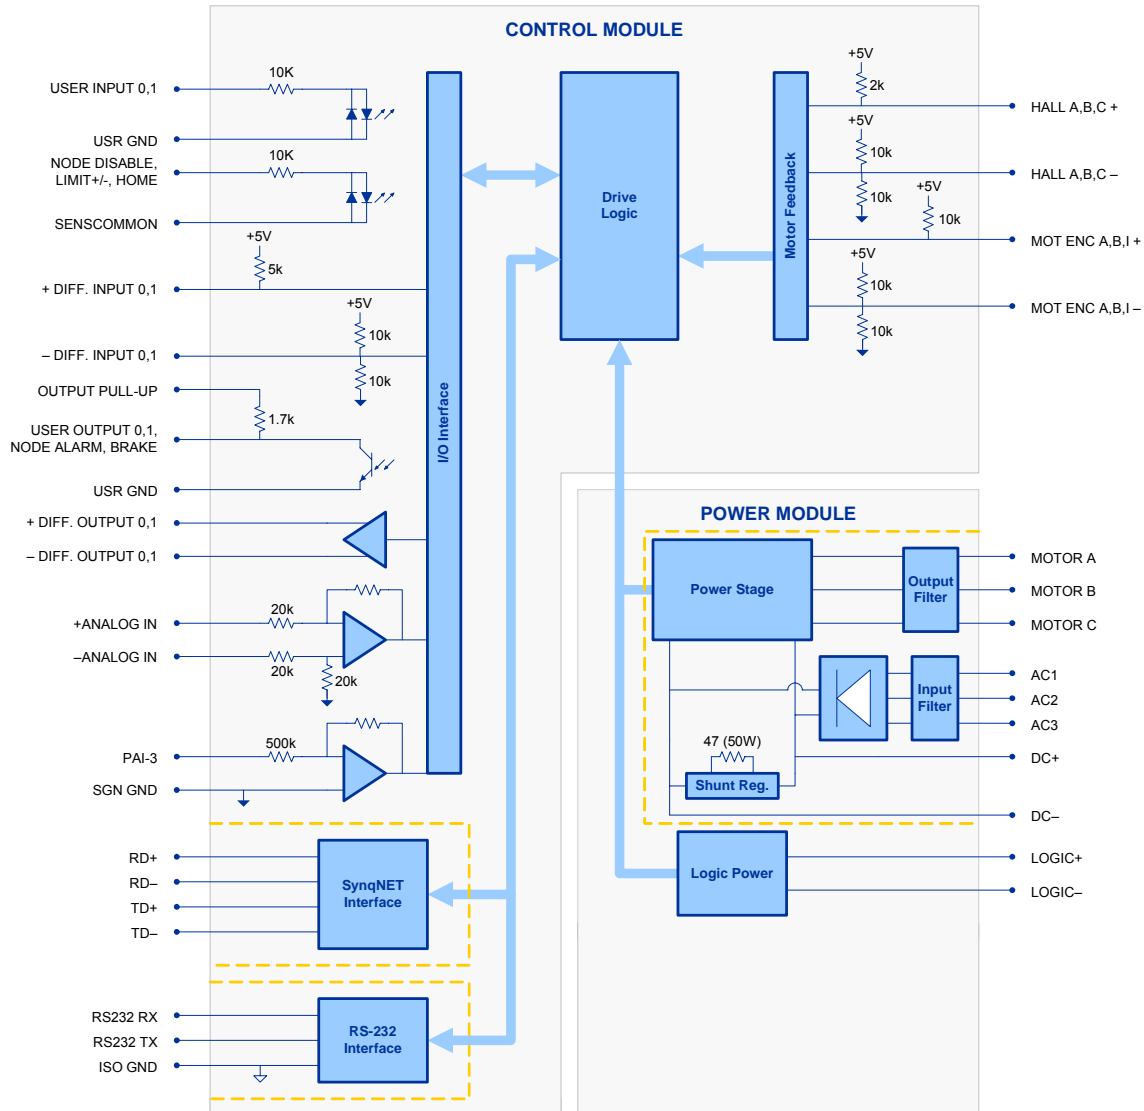 CONTROL MODULE
USER INPUT 0,1
10K
USR GND
NODE DISABLE,
LIMIT+/-, HOME
10K
SENSCOMMON
+5V
5k
+ DIFF. INPUT 0,1
+5V
10k
– DIFF. INPUT 0,1
10k
OUTPUT PULL-UP
1.7k
USER OUTPUT 0,1,
NODE ALARM, BRAKE
USR GND
+ DIFF. OUTPUT 0,1
– DIFF. OUTPUT 0,1
+ANALOG IN
20k
–ANALOG IN
20k
20k
PAI-3
500k
SGN GND
I/O Interface
Drive
Logic
Motor Feedback
+5V
2k
HALL A,B,C +
+5V
10k
HALL A,B,C –
10k
+5V
10k
MOT ENC A,B,I +
+5V
10k
MOT ENC A,B,I –
10k
RD+
RD–
TD+
TD–
SynqNET
Interface
RS232 RX
RS232 TX
ISO GND
RS-232
Interface
POWER MODULE
Power Stage
Output
Filter
MOTOR A
MOTOR B
MOTOR C
Input
Filter
AC1
AC2
AC3
47 (50W)
Shunt Reg.
DC+
DC–
Logic Power
LOGIC+
LOGIC–